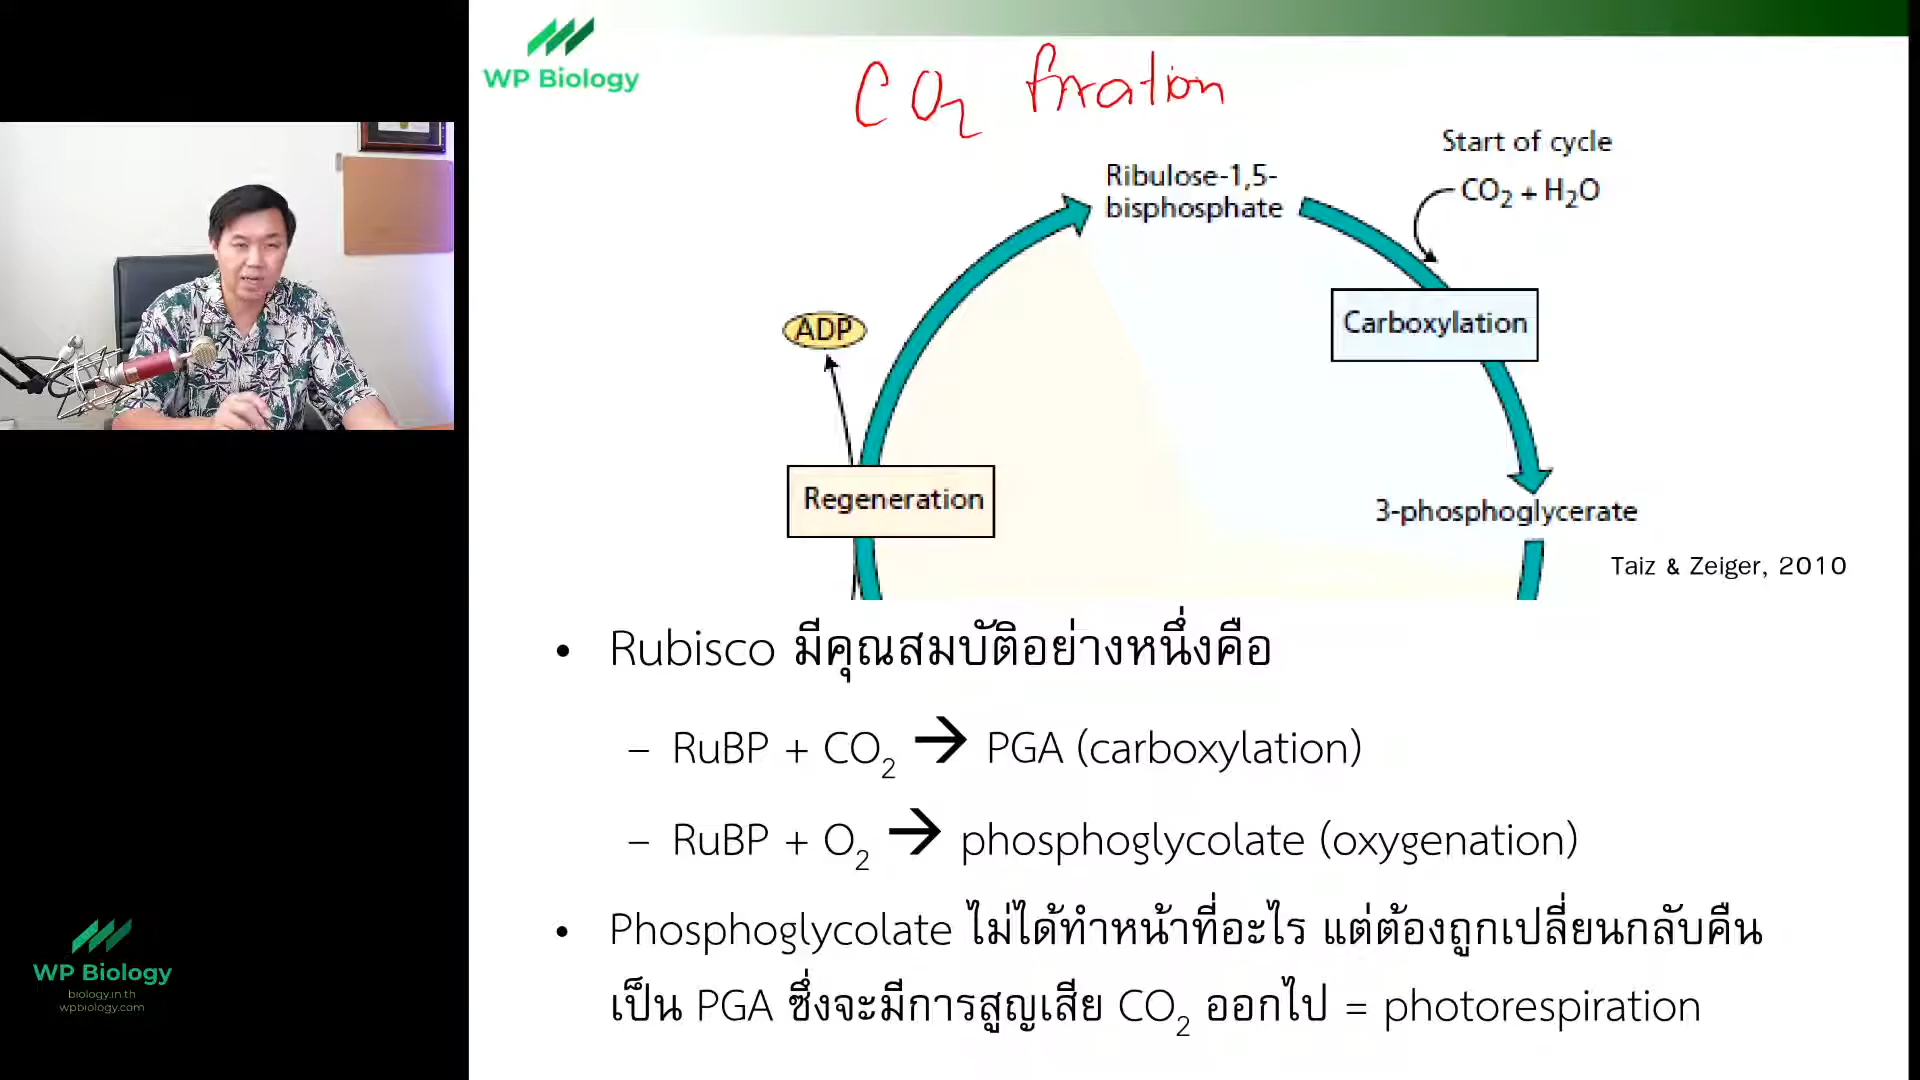 WP Biology
CO2 fixation
Start of cycle
CO₂ + H₂O
Ribulose-1,5-
bisphosphate
Carboxylation
ADP
Regeneration
3-phosphoglycerate
Taiz & Zeiger, 2010
• Rubisco มีคุณสมบัติอย่างหนึ่งคือ
– RuBP + CO₂ → PGA (carboxylation)
– RuBP + O₂ → phosphoglycolate (oxygenation)
• Phosphoglycolate ไม่ได้ทำหน้าที่อะไร แต่ต้องถูกเปลี่ยนกลับคืน
เป็น PGA ซึ่งจะมีการสูญเสีย CO₂ ออกไป = photorespiration
WP Biology
biology.in.th
wpbiology.com